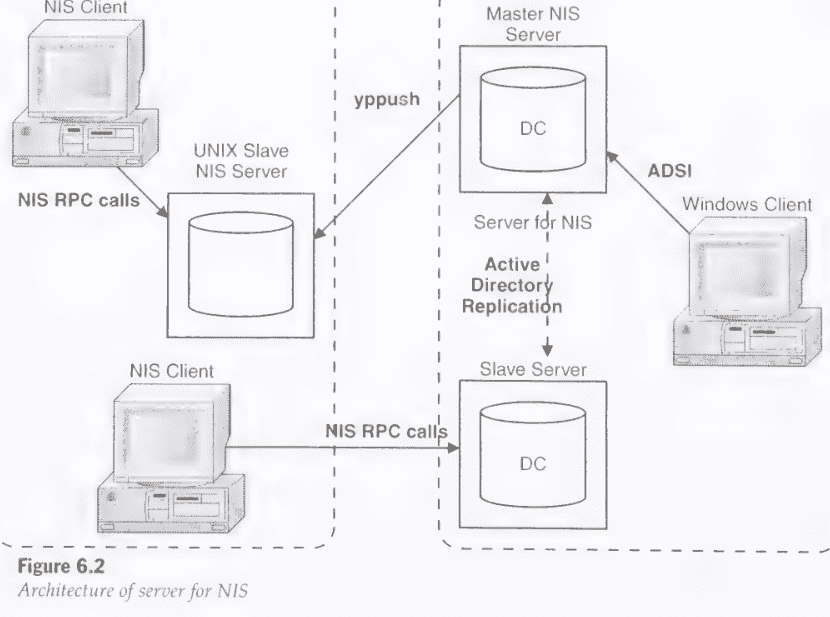 NIS Client
Master NIS
Server
yppush
DC
UNIX Slave
NIS Server
ADSI
NIS RPC calls
Windows Client
Server for NIS
Active
Directory
Replication
NIS Client
Slave Server
NIS RPC calls
DC
Figure 6.2
Architecture of server for NIS